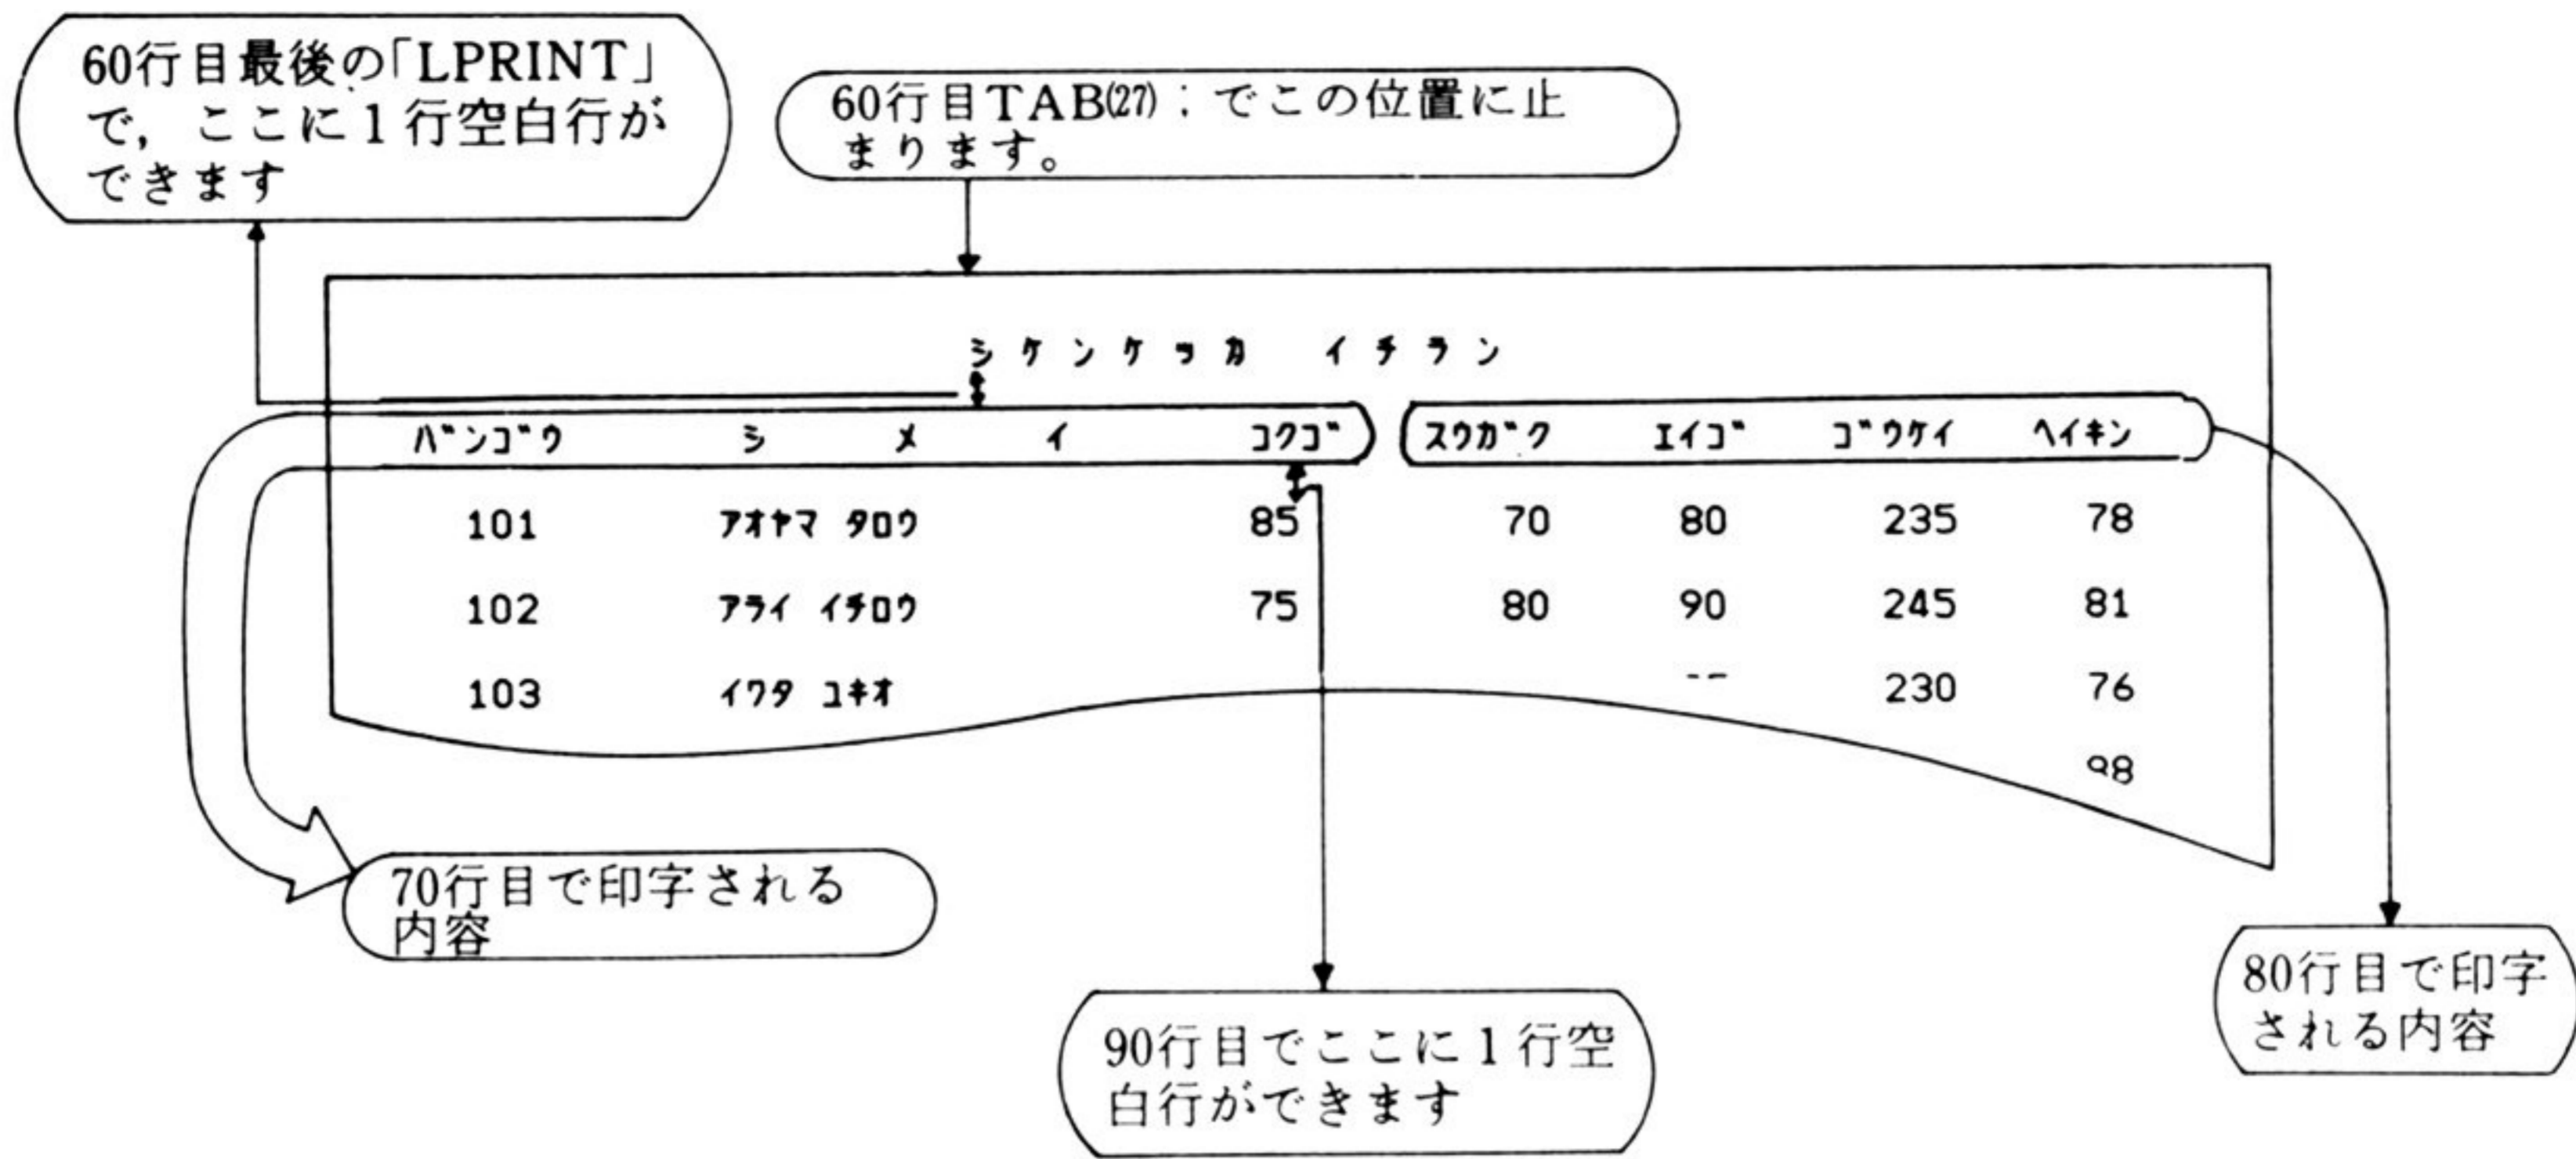 60行目最後の「LPRINT」
で，ここに1行空白行が
できます
60行目TAB(27)；でこの位置に止
まります。
シケンケッカ イチラン
バンゴウ シ メ イ コクゴ スウガク エイゴ ゴウケイ ヘイキン
101 アオヤマ タロウ 85 70 80 235 78
102 アライ イチロウ 75 80 90 245 81
103 イワタ ユキオ 230 76
70行目で印字される
内容
90行目でここに1行空
白行ができます
80行目で印字
される内容